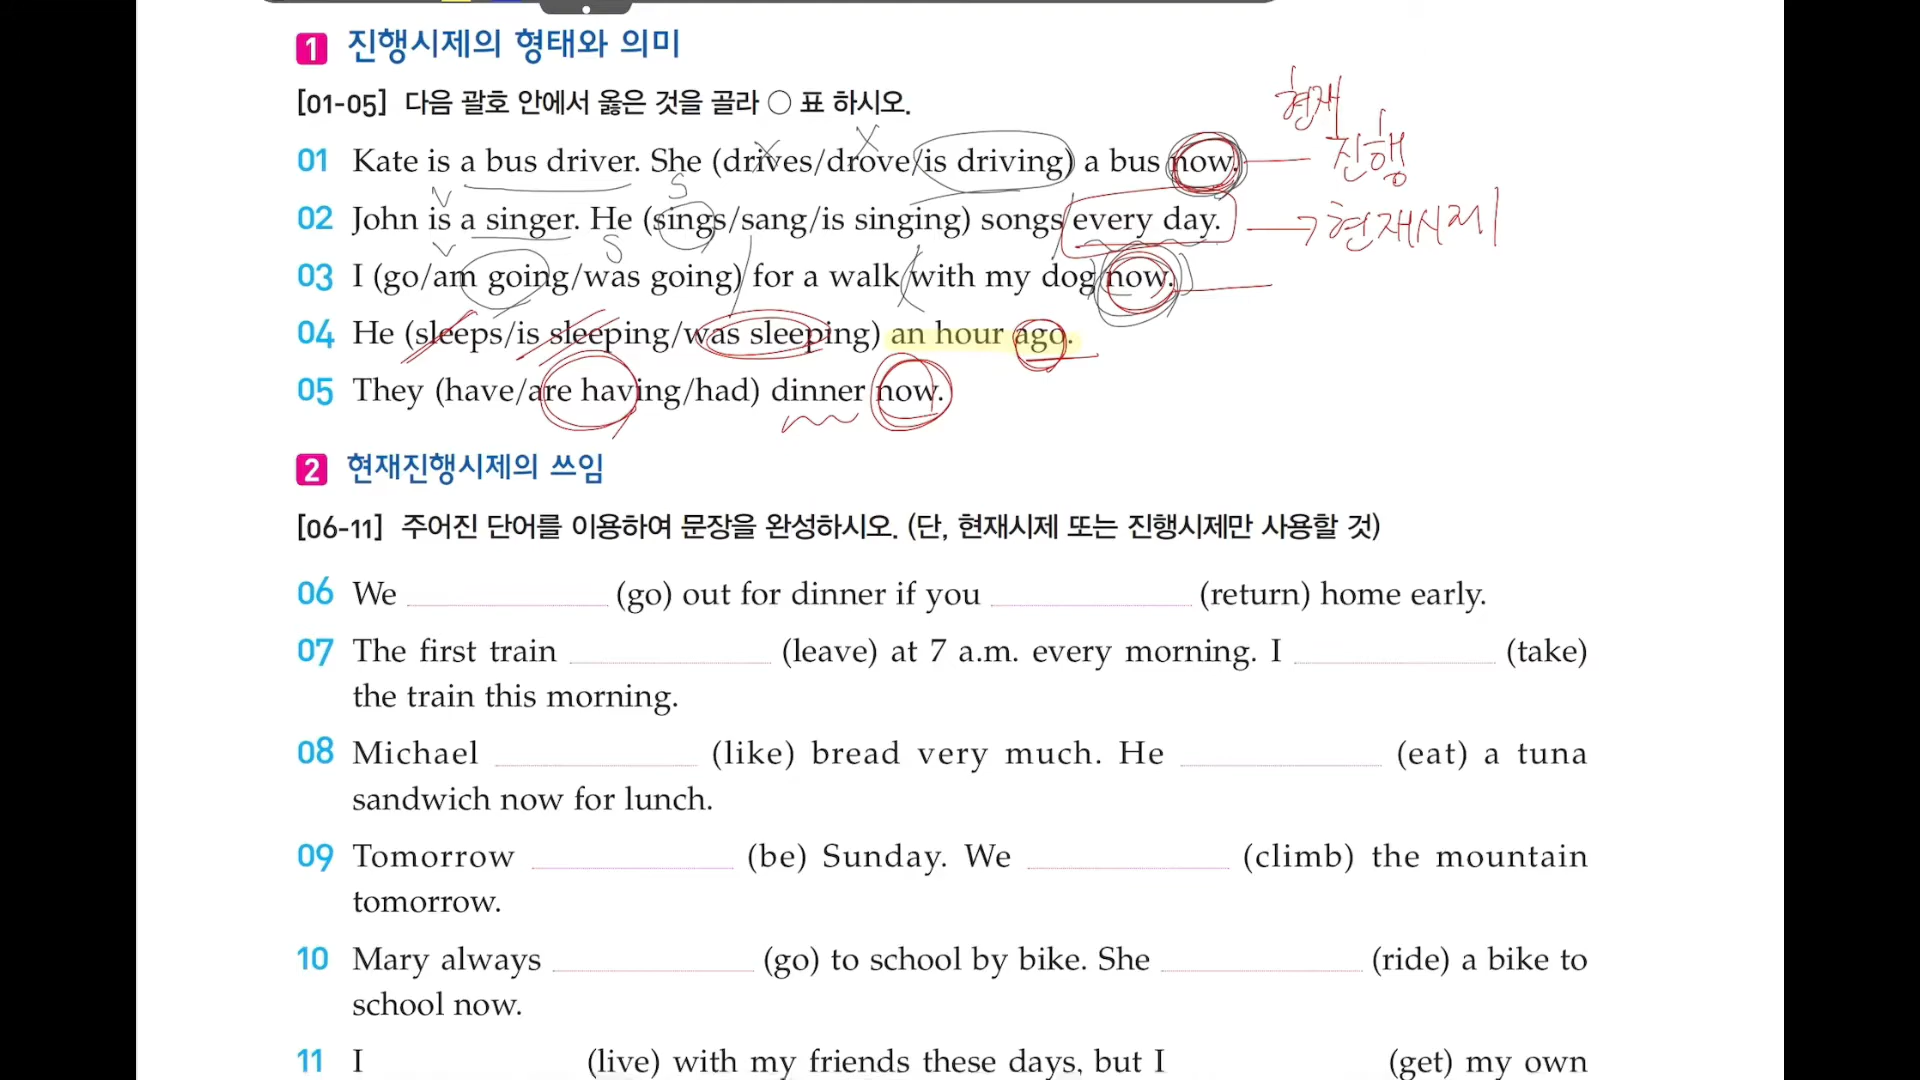 1 진행시제의 형태와 의미
[01-05] 다음 괄호 안에서 옳은 것을 골라 ○ 표 하시오.
현재
진행
01 Kate is a bus driver. She (drives/drove/is driving) a bus now.
02 John is a singer. He (sings/sang/is singing) songs every day. → 현재시제
03 I (go/am going/was going) for a walk with my dog now.
04 He (sleeps/is sleeping/was sleeping) an hour ago.
05 They (have/are having/had) dinner now.
2 현재진행시제의 쓰임
[06-11] 주어진 단어를 이용하여 문장을 완성하시오. (단, 현재시제 또는 진행시제만 사용할 것)
06 We (go) out for dinner if you (return) home early.
07 The first train (leave) at 7 a.m. every morning. I (take)
the train this morning.
08 Michael (like) bread very much. He (eat) a tuna
sandwich now for lunch.
09 Tomorrow (be) Sunday. We (climb) the mountain
tomorrow.
10 Mary always (go) to school by bike. She (ride) a bike to
school now.
11 I (live) with my friends these days, but I (get) my own